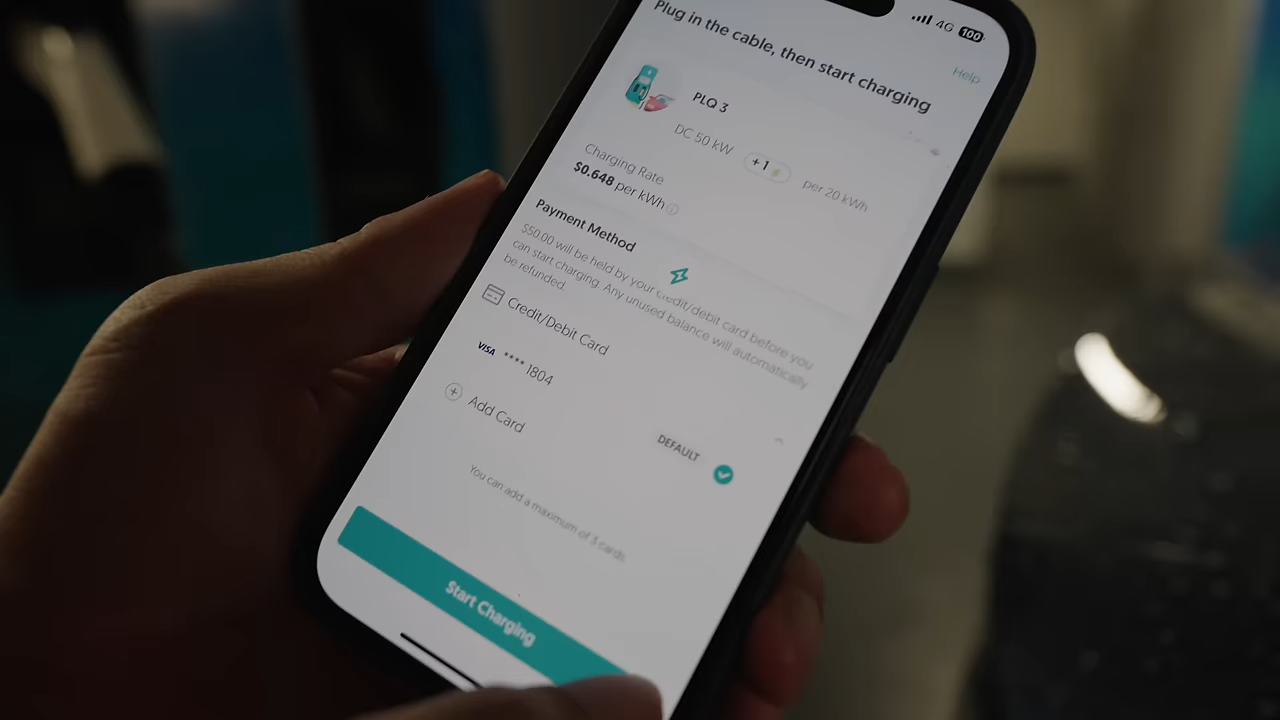 4G 100
Help
Plug in the cable, then start charging
PLQ 3
DC 50 kW +1 per 20 kWh
Charging Rate
$0.648 per kWh
Payment Method
$50.00 will be held by your credit/debit card before you
can start charging. Any unused balance will automatically
be refunded.
Credit/Debit Card
VISA **** 1804
DEFAULT
Add Card
You can add a maximum of 3 cards
Start Charging